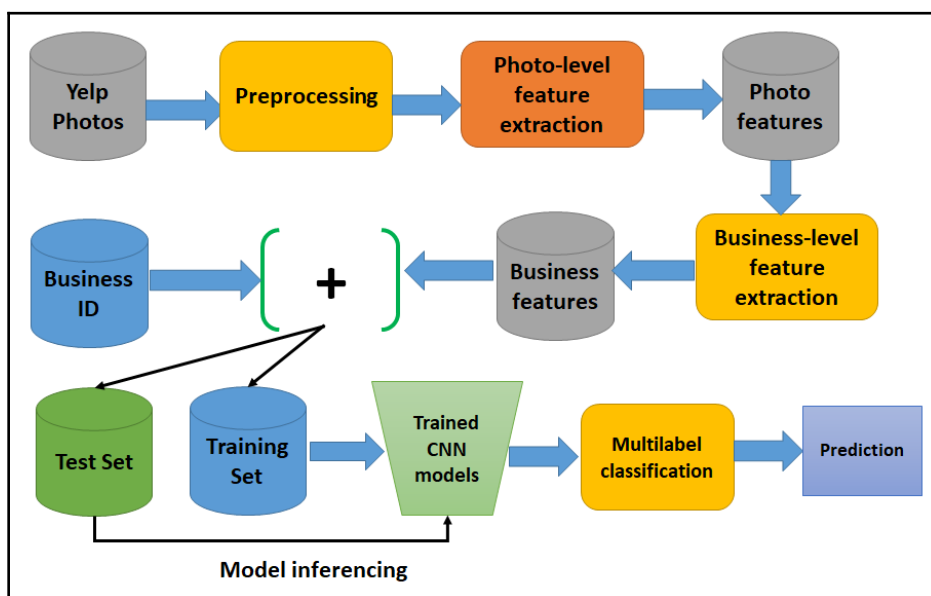 Yelp
Photos
Preprocessing
Photo-level
feature
extraction
Photo
features
Business
ID
+
Business
features
Business-level
feature
extraction
Test Set
Training
Set
Trained
CNN
models
Multilabel
classification
Prediction
Model inferencing